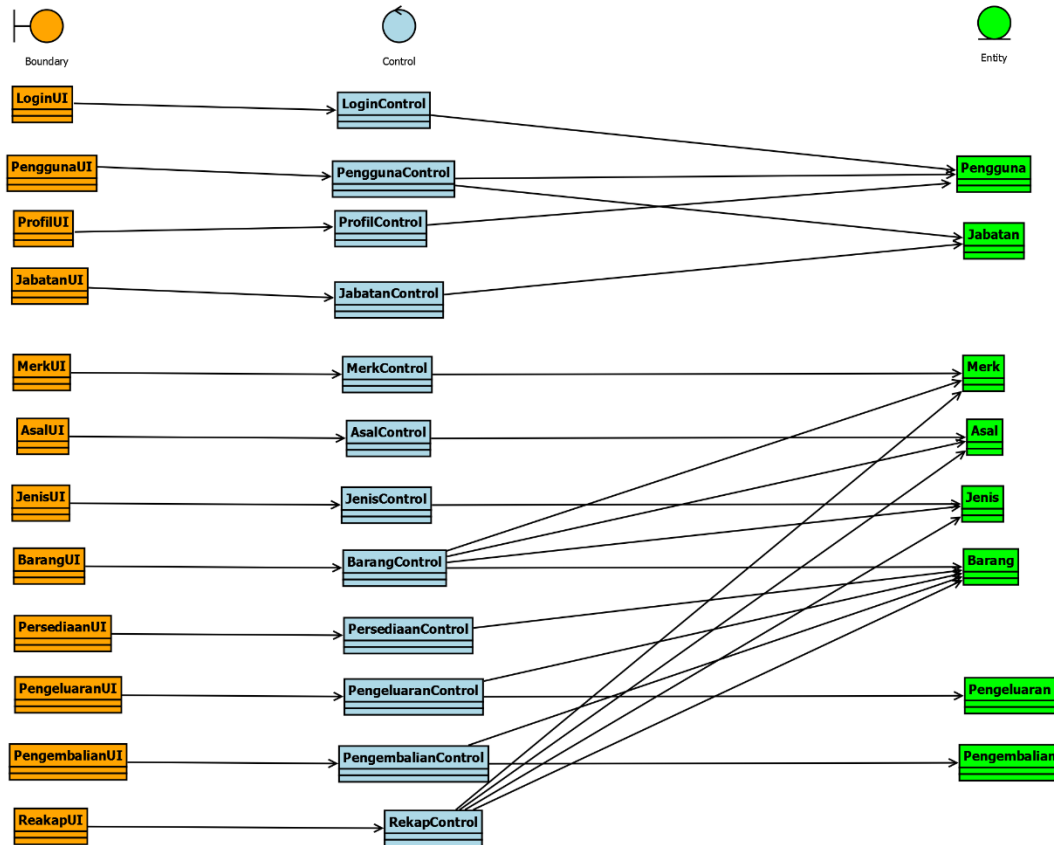 Boundary
Control
Entity
LoginUI
LoginControl
PenggunaUI
PenggunaControl
Pengguna
ProfilUI
ProfilControl
Jabatan
JabatanUI
JabatanControl
MerkUI
MerkControl
Merk
AsalUI
AsalControl
Asal
JenisUI
JenisControl
Jenis
BarangUI
BarangControl
Barang
PersediaanUI
PersediaanControl
PengeluaranUI
PengeluaranControl
Pengeluaran
PengembalianUI
PengembalianControl
Pengembalian
ReakapUI
RekapControl